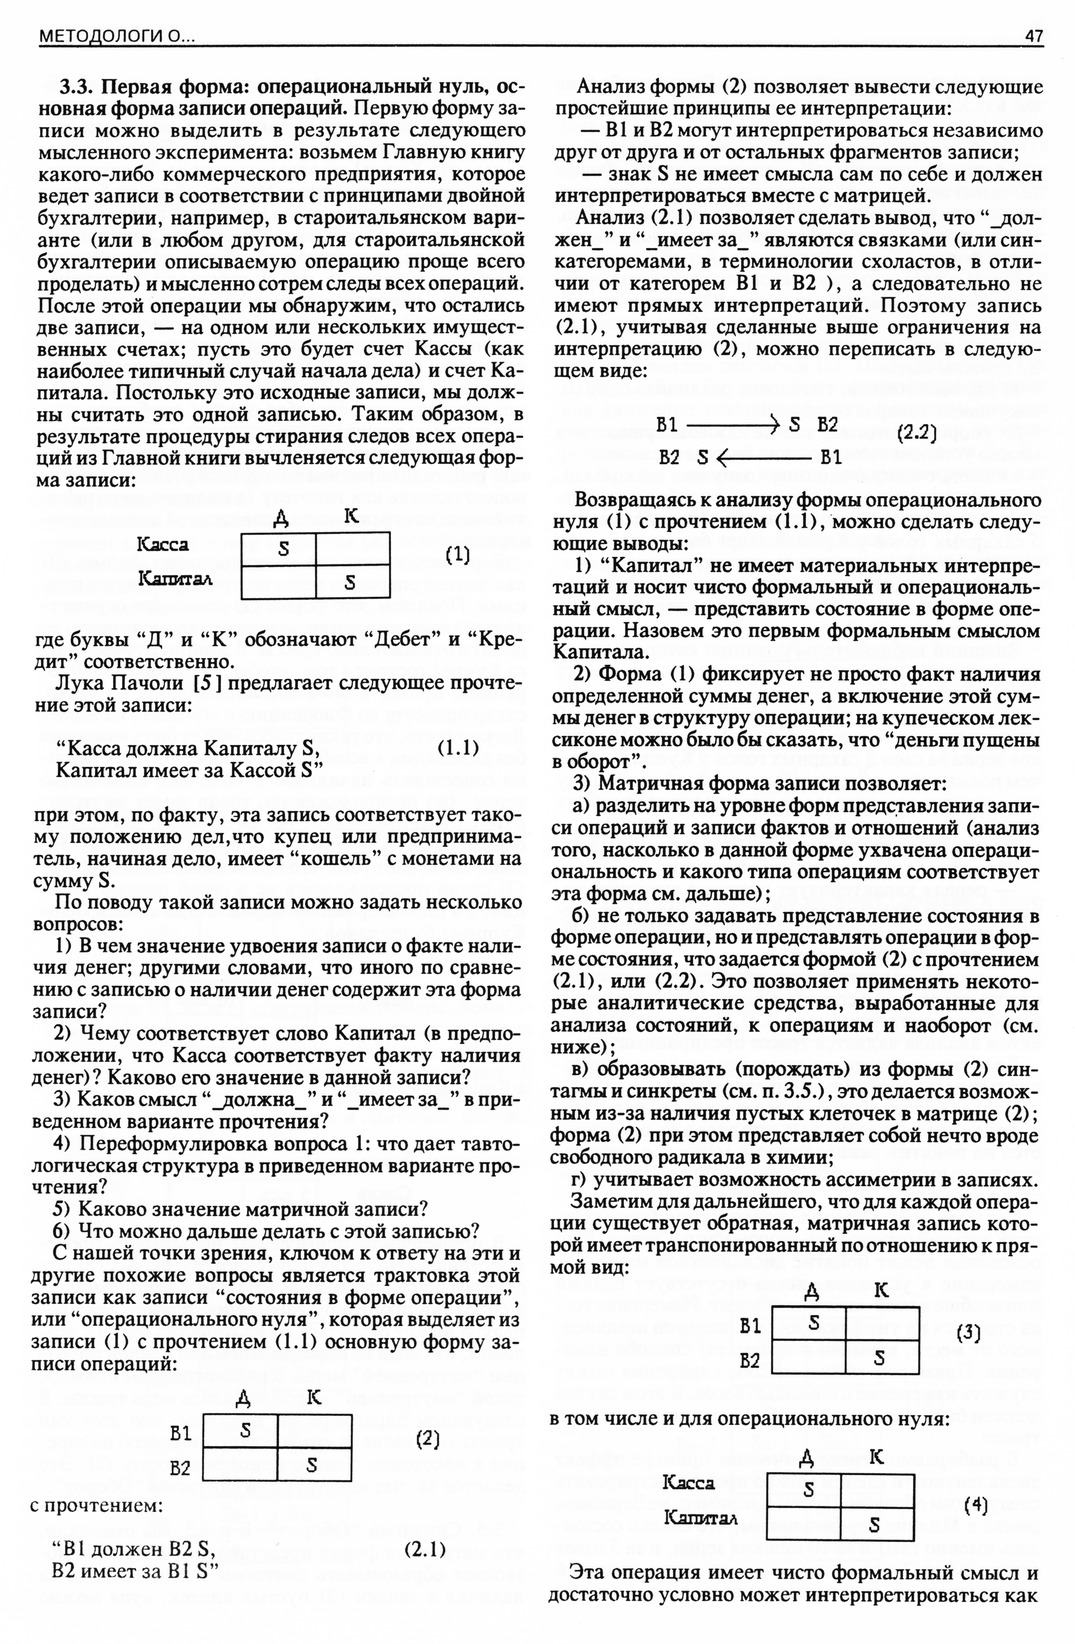 МЕТОДОЛОГИ О...
47
3.3. Первая форма: операциональный нуль, ос-
новная форма записи операций. Первую форму за-
писи можно выделить в результате следующего
мысленного эксперимента: возьмем Главную книгу
какого-либо коммерческого предприятия, которое
ведет записи в соответствии с принципами двойной
бухгалтерии, например, в староитальянском вари-
анте (или в любом другом, для староитальянской
бухгалтерии описываемую операцию проще всего
проделать) и мысленно сотрем следы всех операций.
После этой операции мы обнаружим, что остались
две записи, — на одном или нескольких имущест-
венных счетах; пусть это будет счет Кассы (как
наиболее типичный случай начала дела) и счет Ка-
питала. Постольку это исходные записи, мы долж-
ны считать это одной записью. Таким образом, в
результате процедуры стирания следов всех опера-
ций из Главной книги вычленяется следующая фор-
ма записи:
Д К
Касса S (1)
Капитал S
где буквы “Д” и “К” обозначают “Дебет” и “Кре-
дит” соответственно.
Лука Пачоли [5] предлагает следующее прочте-
ние этой записи:
“Касса должна Капиталу S, (1.1)
Капитал имеет за Кассой S”
при этом, по факту, эта запись соответствует тако-
му положению дел,что купец или предпринима-
тель, начиная дело, имеет “кошель” с монетами на
сумму S.
По поводу такой записи можно задать несколько
вопросов:
1) В чем значение удвоения записи о факте нали-
чия денег; другими словами, что иного по сравне-
нию с записью о наличии денег содержит эта форма
записи?
2) Чему соответствует слово Капитал (в предпо-
ложении, что Касса соответствует факту наличия
денег)? Каково его значение в данной записи?
3) Каков смысл “_должна_” и “_имеет за_” в при-
веденном варианте прочтения?
4) Переформулировка вопроса 1: что дает тавто-
логическая структура в приведенном варианте про-
чтения?
5) Каково значение матричной записи?
6) Что можно дальше делать с этой записью?
С нашей точки зрения, ключом к ответу на эти и
другие похожие вопросы является трактовка этой
записи как записи “состояния в форме операции”,
или “операционального нуля”, которая выделяет из
записи (1) с прочтением (1.1) основную форму за-
писи операций:
Д К
В1 S (2)
В2 S
с прочтением:
“В1 должен В2 S, (2.1)
В2 имеет за В1 S”
Анализ формы (2) позволяет вывести следующие
простейшие принципы ее интерпретации:
— В1 и В2 могут интерпретироваться независимо
друг от друга и от остальных фрагментов записи;
— знак S не имеет смысла сам по себе и должен
интерпретироваться вместе с матрицей.
Анализ (2.1) позволяет сделать вывод, что “_дол-
жен_” и “_имеет за_” являются связками (или син-
категоремами, в терминологии схоластов, в отли-
чии от категорем В1 и В2 ), а следовательно не
имеют прямых интерпретаций. Поэтому запись
(2.1), учитывая сделанные выше ограничения на
интерпретацию (2), можно переписать в следую-
щем виде:
В1 ⟶ S В2 (2.2)
В2 S ⟵ В1
Возвращаясь к анализу формы операционального
нуля (1) с прочтением (1.1), можно сделать следу-
ющие выводы:
1) “Капитал” не имеет материальных интерпре-
таций и носит чисто формальный и операциональ-
ный смысл, — представить состояние в форме опе-
рации. Назовем это первым формальным смыслом
Капитала.
2) Форма (1) фиксирует не просто факт наличия
определенной суммы денег, а включение этой сум-
мы денег в структуру операции; на купеческом лек-
сиконе можно было бы сказать, что “деньги пущены
в оборот”.
3) Матричная форма записи позволяет:
а) разделить на уровне форм представления запи-
си операций и записи фактов и отношений (анализ
того, насколько в данной форме ухвачена операци-
ональность и какого типа операциям соответствует
эта форма см. дальше);
б) не только задавать представление состояния в
форме операции, но и представлять операции в фор-
ме состояния, что задается формой (2) с прочтением
(2.1), или (2.2). Это позволяет применять некото-
рые аналитические средства, выработанные для
анализа состояний, к операциям и наоборот (см.
ниже);
в) образовывать (порождать) из формы (2) син-
тагмы и синкреты (см. п. 3.5.), это делается возмож-
ным из-за наличия пустых клеточек в матрице (2);
форма (2) при этом представляет собой нечто вроде
свободного радикала в химии;
г) учитывает возможность ассиметрии в записях.
Заметим для дальнейшего, что для каждой опера-
ции существует обратная, матричная запись кото-
рой имеет транспонированный по отношению к пря-
мой вид:
Д К
В1 S (3)
В2 S
в том числе и для операционального нуля:
Д К
Касса S (4)
Капитал S
Эта операция имеет чисто формальный смысл и
достаточно условно может интерпретироваться как